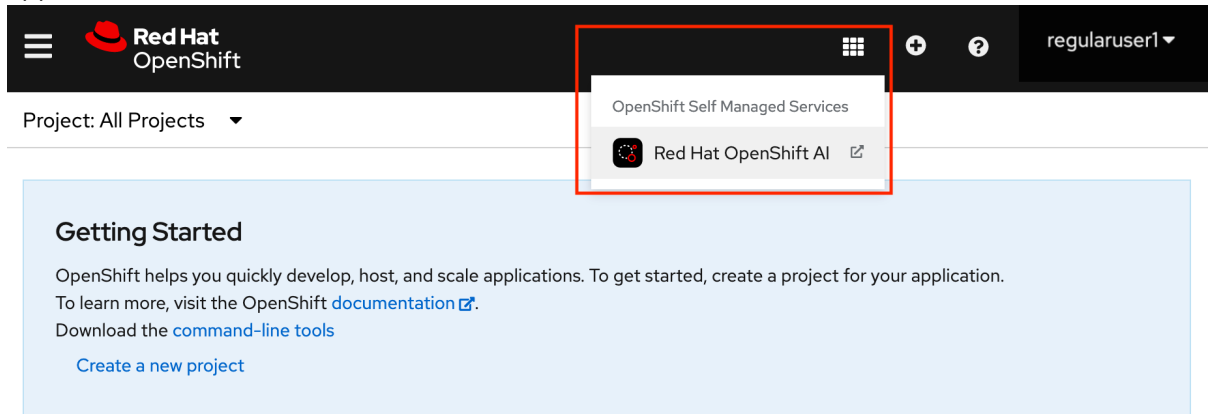 Red Hat
OpenShift
regularuser1
Project: All Projects
OpenShift Self Managed Services
Red Hat OpenShift AI
Getting Started
OpenShift helps you quickly develop, host, and scale applications. To get started, create a project for your application.
To learn more, visit the OpenShift documentation.
Download the command-line tools
Create a new project